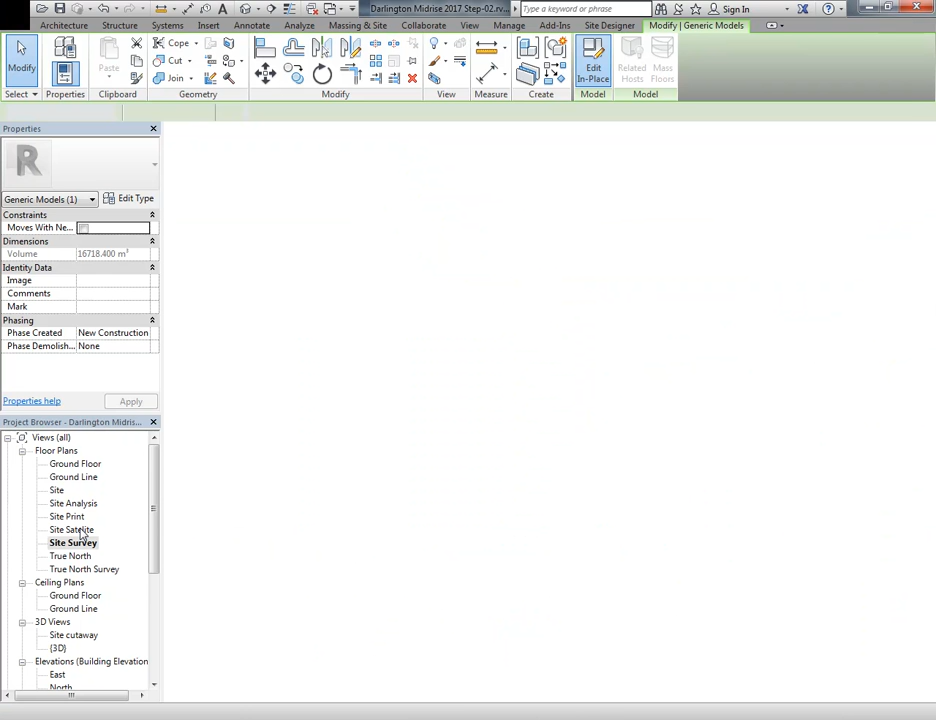 Darlington Midrise 2017 Step-02.rv...
Type a keyword or phrase
Sign In
Architecture Structure Systems Insert Annotate Analyze Massing & Site Collaborate View Manage Add-Ins Site Designer Modify | Generic Models
Modify
Paste
Cope
Cut
Join
Edit In-Place
Related Hosts
Mass Floors
Select Properties Clipboard Geometry Modify View Measure Create Model Model
Properties
R
Generic Models (1) Edit Type
Constraints
Moves With Ne...
Dimensions
Volume 16718.400 m³
Identity Data
Image
Comments
Mark
Phasing
Phase Created New Construction
Phase Demolish... None
Properties help Apply
Project Browser - Darlington Midris...
Views (all)
Floor Plans
Ground Floor
Ground Line
Site
Site Analysis
Site Print
Site Satelite
Site Survey
True North
True North Survey
Ceiling Plans
Ground Floor
Ground Line
3D Views
Site cutaway
{3D}
Elevations (Building Elevation
East
North